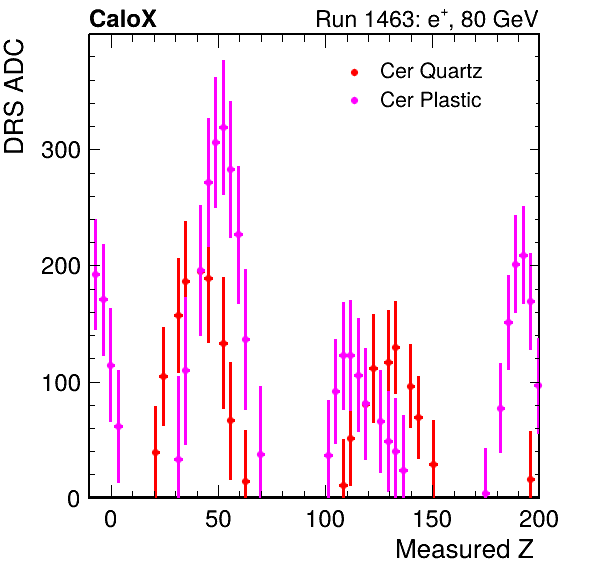 CaloX Run 1463: e⁺, 80 GeV
DRS ADC
Cer Quartz
Cer Plastic
300
200
100
0
0 50 100 150 200
Measured Z